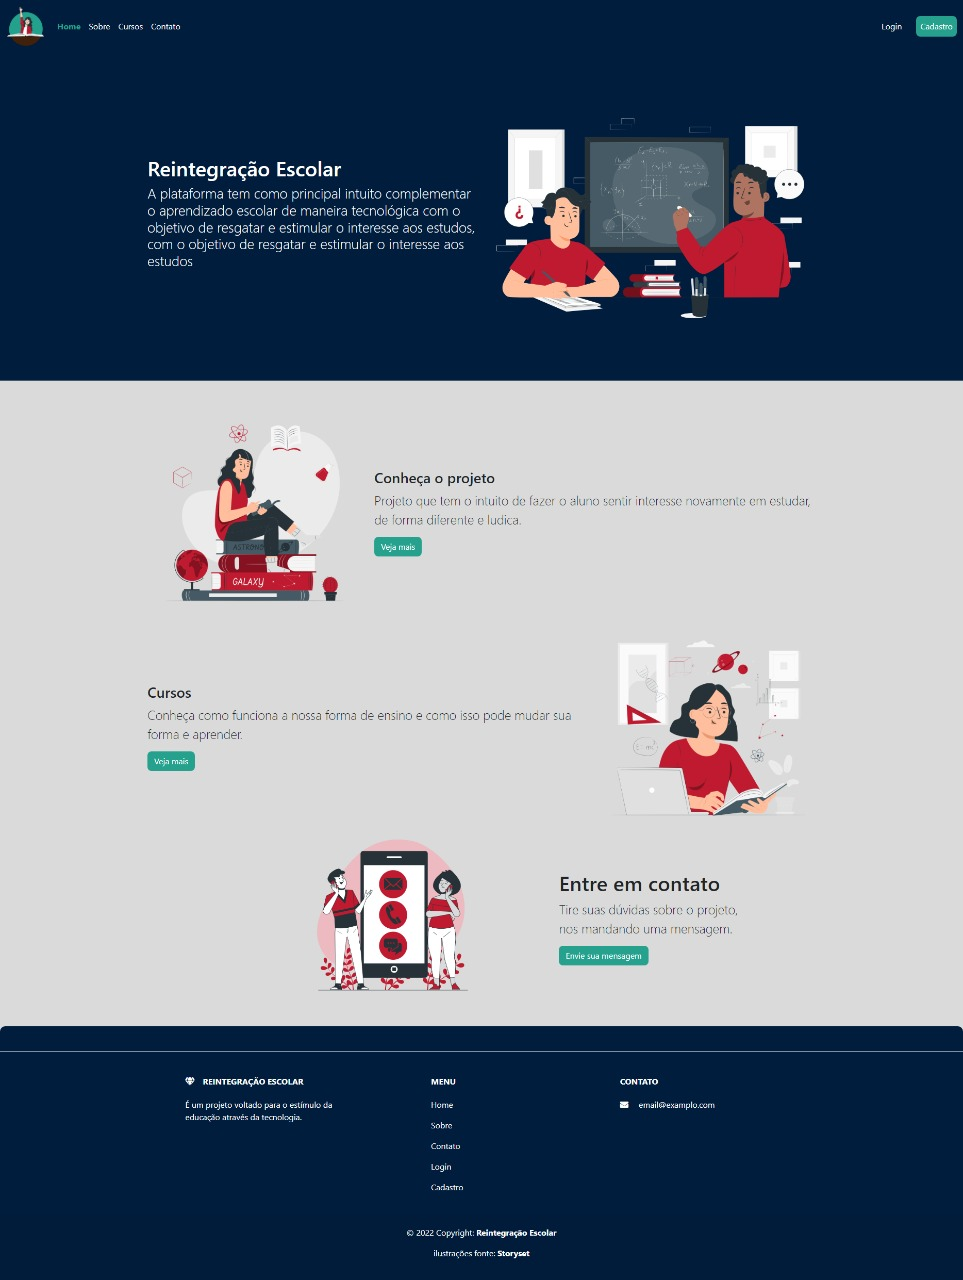 Home Sobre Cursos Contato Login Cadastro
Reintegração Escolar
A plataforma tem como principal intuito complementar
o aprendizado escolar de maneira tecnológica com o
objetivo de resgatar e estimular o interesse aos estudos,
com o objetivo de resgatar e estimular o interesse aos
estudos
¿
Conheça o projeto
Projeto que tem o intuito de fazer o aluno sentir interesse novamente em estudar,
de forma diferente e ludica.
Veja mais
GALAXY
Cursos
Conheça como funciona a nossa forma de ensino e como isso pode mudar sua
forma e aprender.
Veja mais
Entre em contato
Tire suas dúvidas sobre o projeto,
nos mandando uma mensagem.
Envie sua mensagem
REINTEGRAÇÃO ESCOLAR
É um projeto voltado para o estímulo da
educação através da tecnologia.
MENU
Home
Sobre
Contato
Login
Cadastro
CONTATO
email@examplo.com
© 2022 Copyright: Reintegração Escolar
ilustrações fonte: Storyset